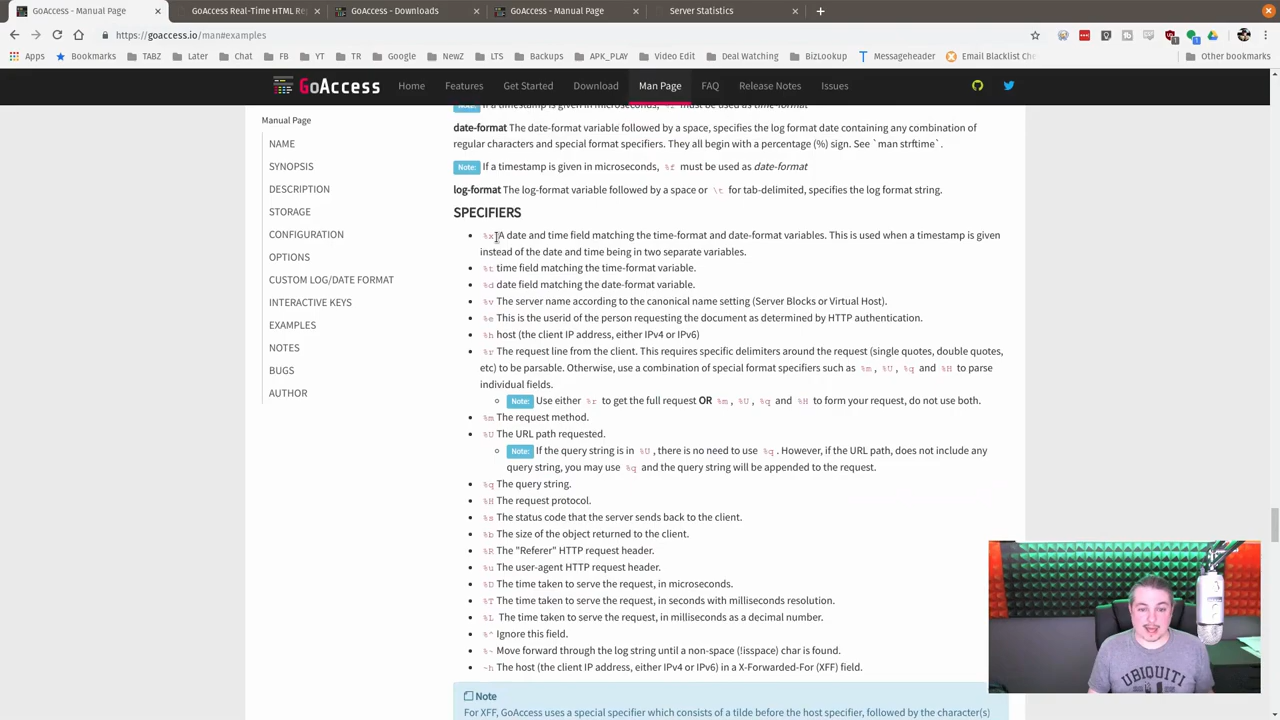 GoAccess - Manual Page
GoAccess Real-Time HTML Re
GoAccess - Downloads
GoAccess - Manual Page
Server Statistics
https://goaccess.io/man#examples
Apps
Bookmarks
TABZ
Later
Chat
FB
YT
TR
Google
Newz
LTS
Backups
APK_PLAY
Video Edit
Deal Watching
BizLookup
Messageheader
Email Blacklist Che
Other bookmarks
GoAccess
Home
Features
Get Started
Download
Man Page
FAQ
Release Notes
Issues
Manual Page
NAME
SYNOPSIS
DESCRIPTION
STORAGE
CONFIGURATION
OPTIONS
CUSTOM LOG/DATE FORMAT
INTERACTIVE KEYS
EXAMPLES
NOTES
BUGS
AUTHOR
If a timestamp is given in microseconds, must be used as time-format
date-format The date-format variable followed by a space, specifies the log format date containing any combination of
regular characters and special format specifiers. They all begin with a percentage (%) sign. See `man strftime`.
Note: If a timestamp is given in microseconds, %f must be used as date-format
log-format The log-format variable followed by a space or \t for tab-delimited, specifies the log format string.
SPECIFIERS
%x A date and time field matching the time-format and date-format variables. This is used when a timestamp is given
instead of the date and time being in two separate variables.
%t time field matching the time-format variable.
%d date field matching the date-format variable.
%v The server name according to the canonical name setting (Server Blocks or Virtual Host).
%e This is the userid of the person requesting the document as determined by HTTP authentication.
%h host (the client IP address, either IPv4 or IPv6)
%r The request line from the client. This requires specific delimiters around the request (single quotes, double quotes,
etc) to be parsable. Otherwise, use a combination of special format specifiers such as %m, %U, %q and %H to parse
individual fields.
Note: Use either %r to get the full request OR %m, %U, %q and %H to form your request, do not use both.
%m The request method.
%U The URL path requested.
Note: If the query string is in %U, there is no need to use %q. However, if the URL path, does not include any
query string, you may use %q and the query string will be appended to the request.
%q The query string.
%H The request protocol.
%s The status code that the server sends back to the client.
%b The size of the object returned to the client.
%R The "Referer" HTTP request header.
%u The user-agent HTTP request header.
%D The time taken to serve the request, in microseconds.
%T The time taken to serve the request, in seconds with milliseconds resolution.
%L The time taken to serve the request, in milliseconds as a decimal number.
%^ Ignore this field.
%~ Move forward through the log string until a non-space (!isspace) char is found.
~h The host (the client IP address, either IPv4 or IPv6) in a X-Forwarded-For (XFF) field.
Note
For XFF, GoAccess uses a special specifier which consists of a tilde before the host specifier, followed by the character(s)
UBIQUITI